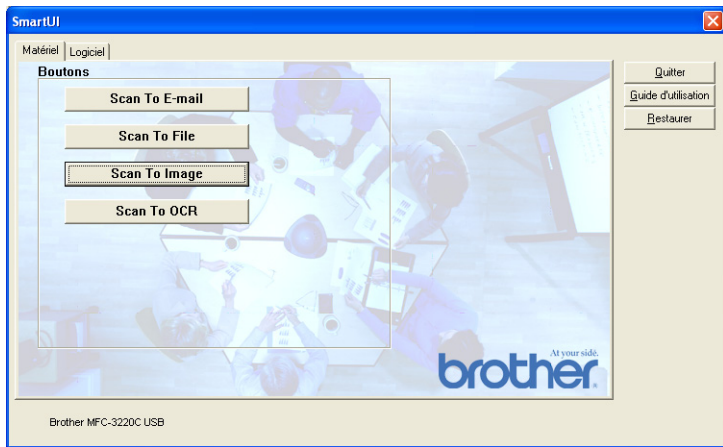 SmartUI
Matériel Logiciel
Boutons
Scan To E-mail
Scan To File
Scan To Image
Scan To OCR
Quitter
Guide d'utilisation
Restaurer
At your side.
brother
Brother MFC-3220C USB